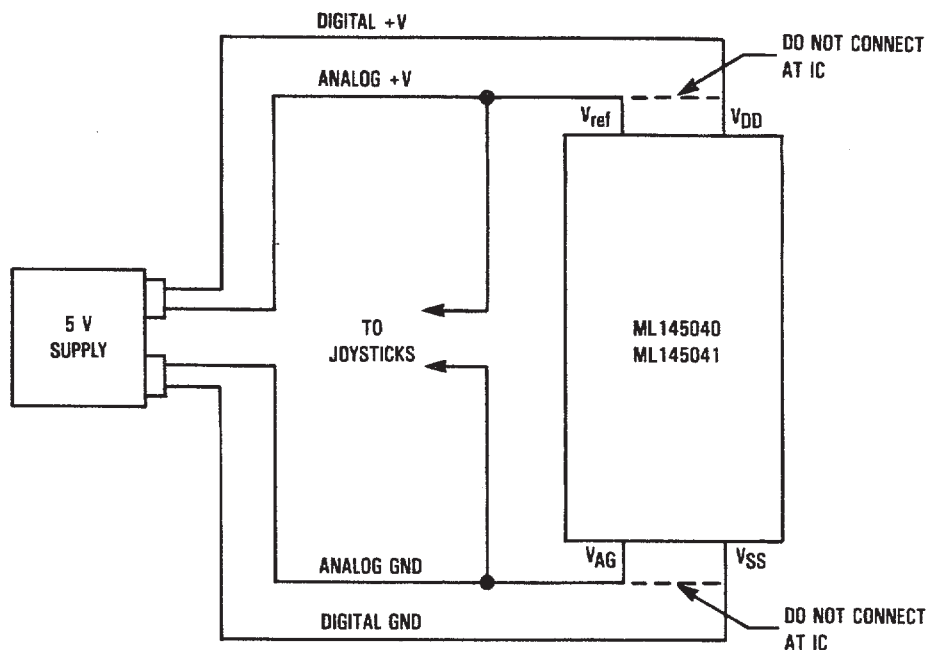 DIGITAL +V
DO NOT CONNECT
AT IC
ANALOG +V
Vref
VDD
5 V
SUPPLY
TO
JOYSTICKS
ML145040
ML145041
VAG
VSS
ANALOG GND
DO NOT CONNECT
AT IC
DIGITAL GND